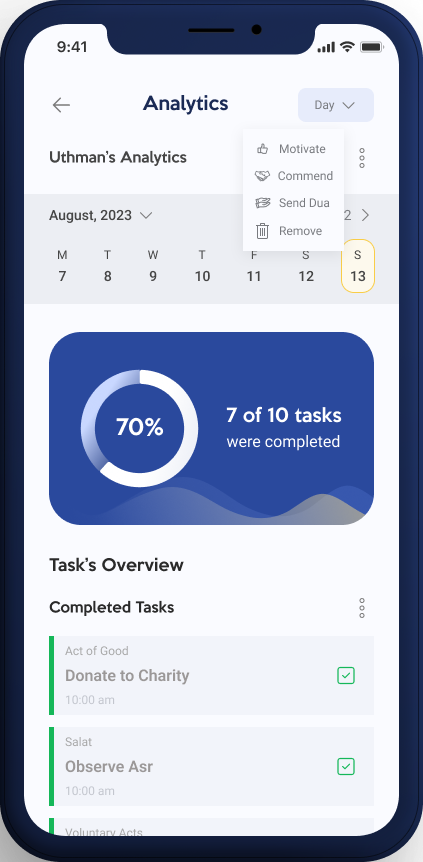 9:41
Analytics
Day
Uthman's Analytics
Motivate
Commend
Send Dua
Remove
August, 2023
2
M T W T F S S
7 8 9 10 11 12 13
70%
7 of 10 tasks
were completed
Task's Overview
Completed Tasks
Act of Good
Donate to Charity
10:00 am
Salat
Observe Asr
10:00 am
Voluntary Acts